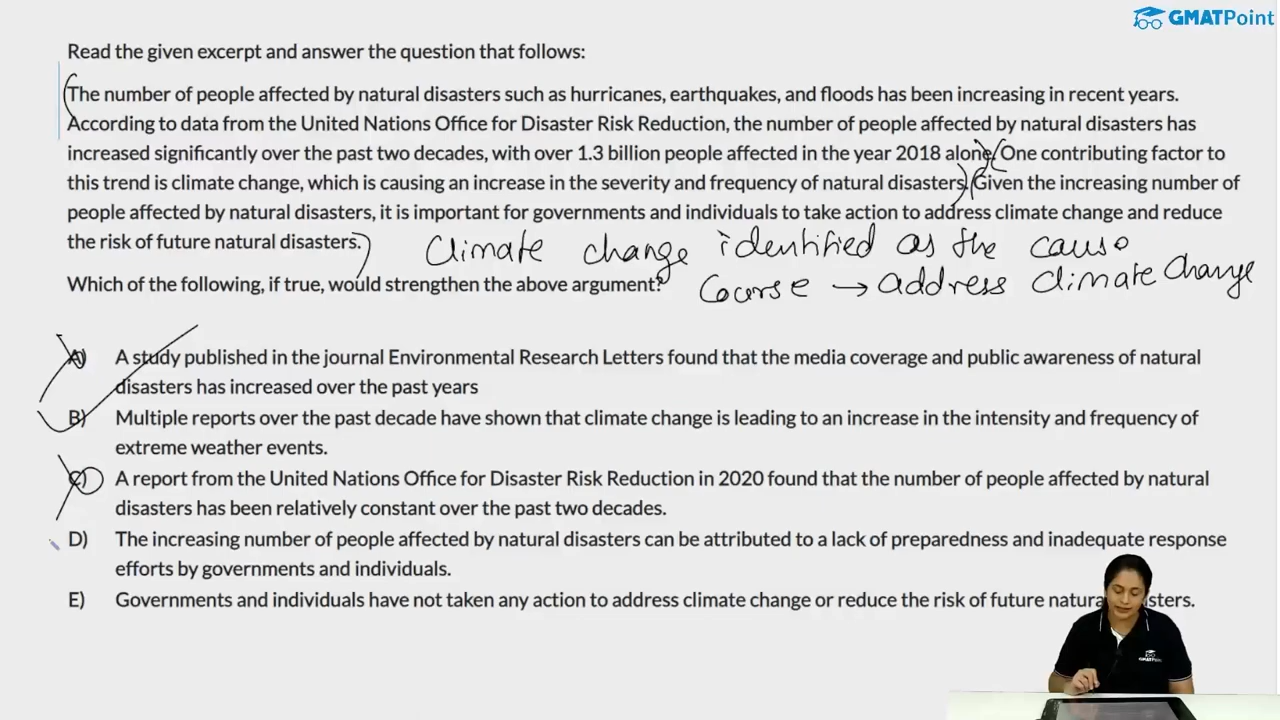 GMATPoint
Read the given excerpt and answer the question that follows:
The number of people affected by natural disasters such as hurricanes, earthquakes, and floods has been increasing in recent years.
According to data from the United Nations Office for Disaster Risk Reduction, the number of people affected by natural disasters has
increased significantly over the past two decades, with over 1.3 billion people affected in the year 2018 alone. One contributing factor to
this trend is climate change, which is causing an increase in the severity and frequency of natural disasters. Given the increasing number of
people affected by natural disasters, it is important for governments and individuals to take action to address climate change and reduce
the risk of future natural disasters.
Climate change identified as the cause
Which of the following, if true, would strengthen the above argument?
Course → address climate change
A) A study published in the journal Environmental Research Letters found that the media coverage and public awareness of natural
disasters has increased over the past years
B) Multiple reports over the past decade have shown that climate change is leading to an increase in the intensity and frequency of
extreme weather events.
C) A report from the United Nations Office for Disaster Risk Reduction in 2020 found that the number of people affected by natural
disasters has been relatively constant over the past two decades.
D) The increasing number of people affected by natural disasters can be attributed to a lack of preparedness and inadequate response
efforts by governments and individuals.
E) Governments and individuals have not taken any action to address climate change or reduce the risk of future natural disasters.
GMATPoint